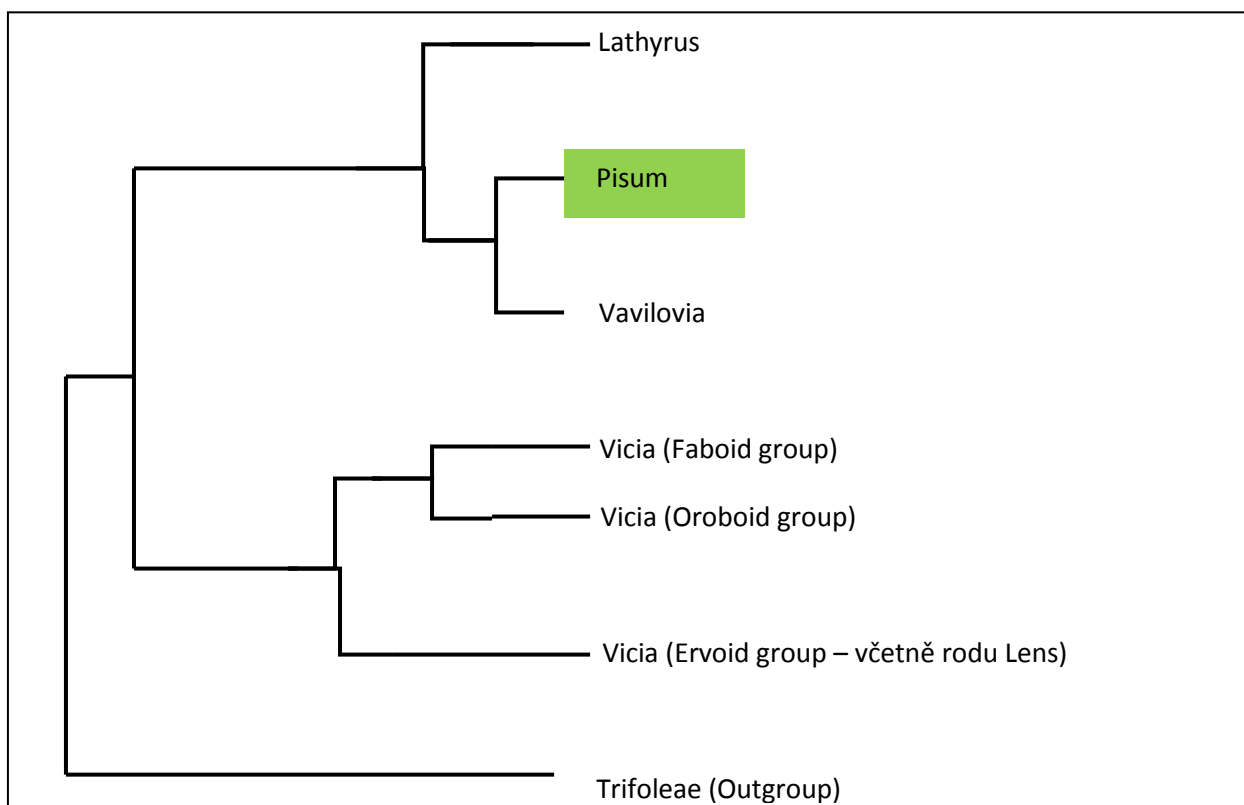 Lathyrus
Pisum
Vavilovia
Vicia (Faboid group)
Vicia (Oroboid group)
Vicia (Ervoid group – včetně rodu Lens)
Trifoleae (Outgroup)